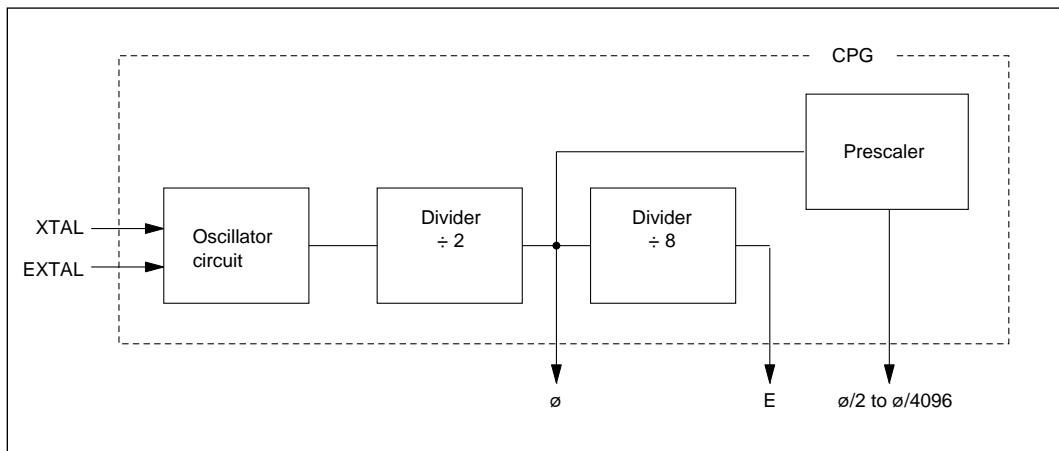 CPG
Prescaler
XTAL
EXTAL
Oscillator
circuit
Divider
÷ 2
Divider
÷ 8
ø
E
ø/2 to ø/4096